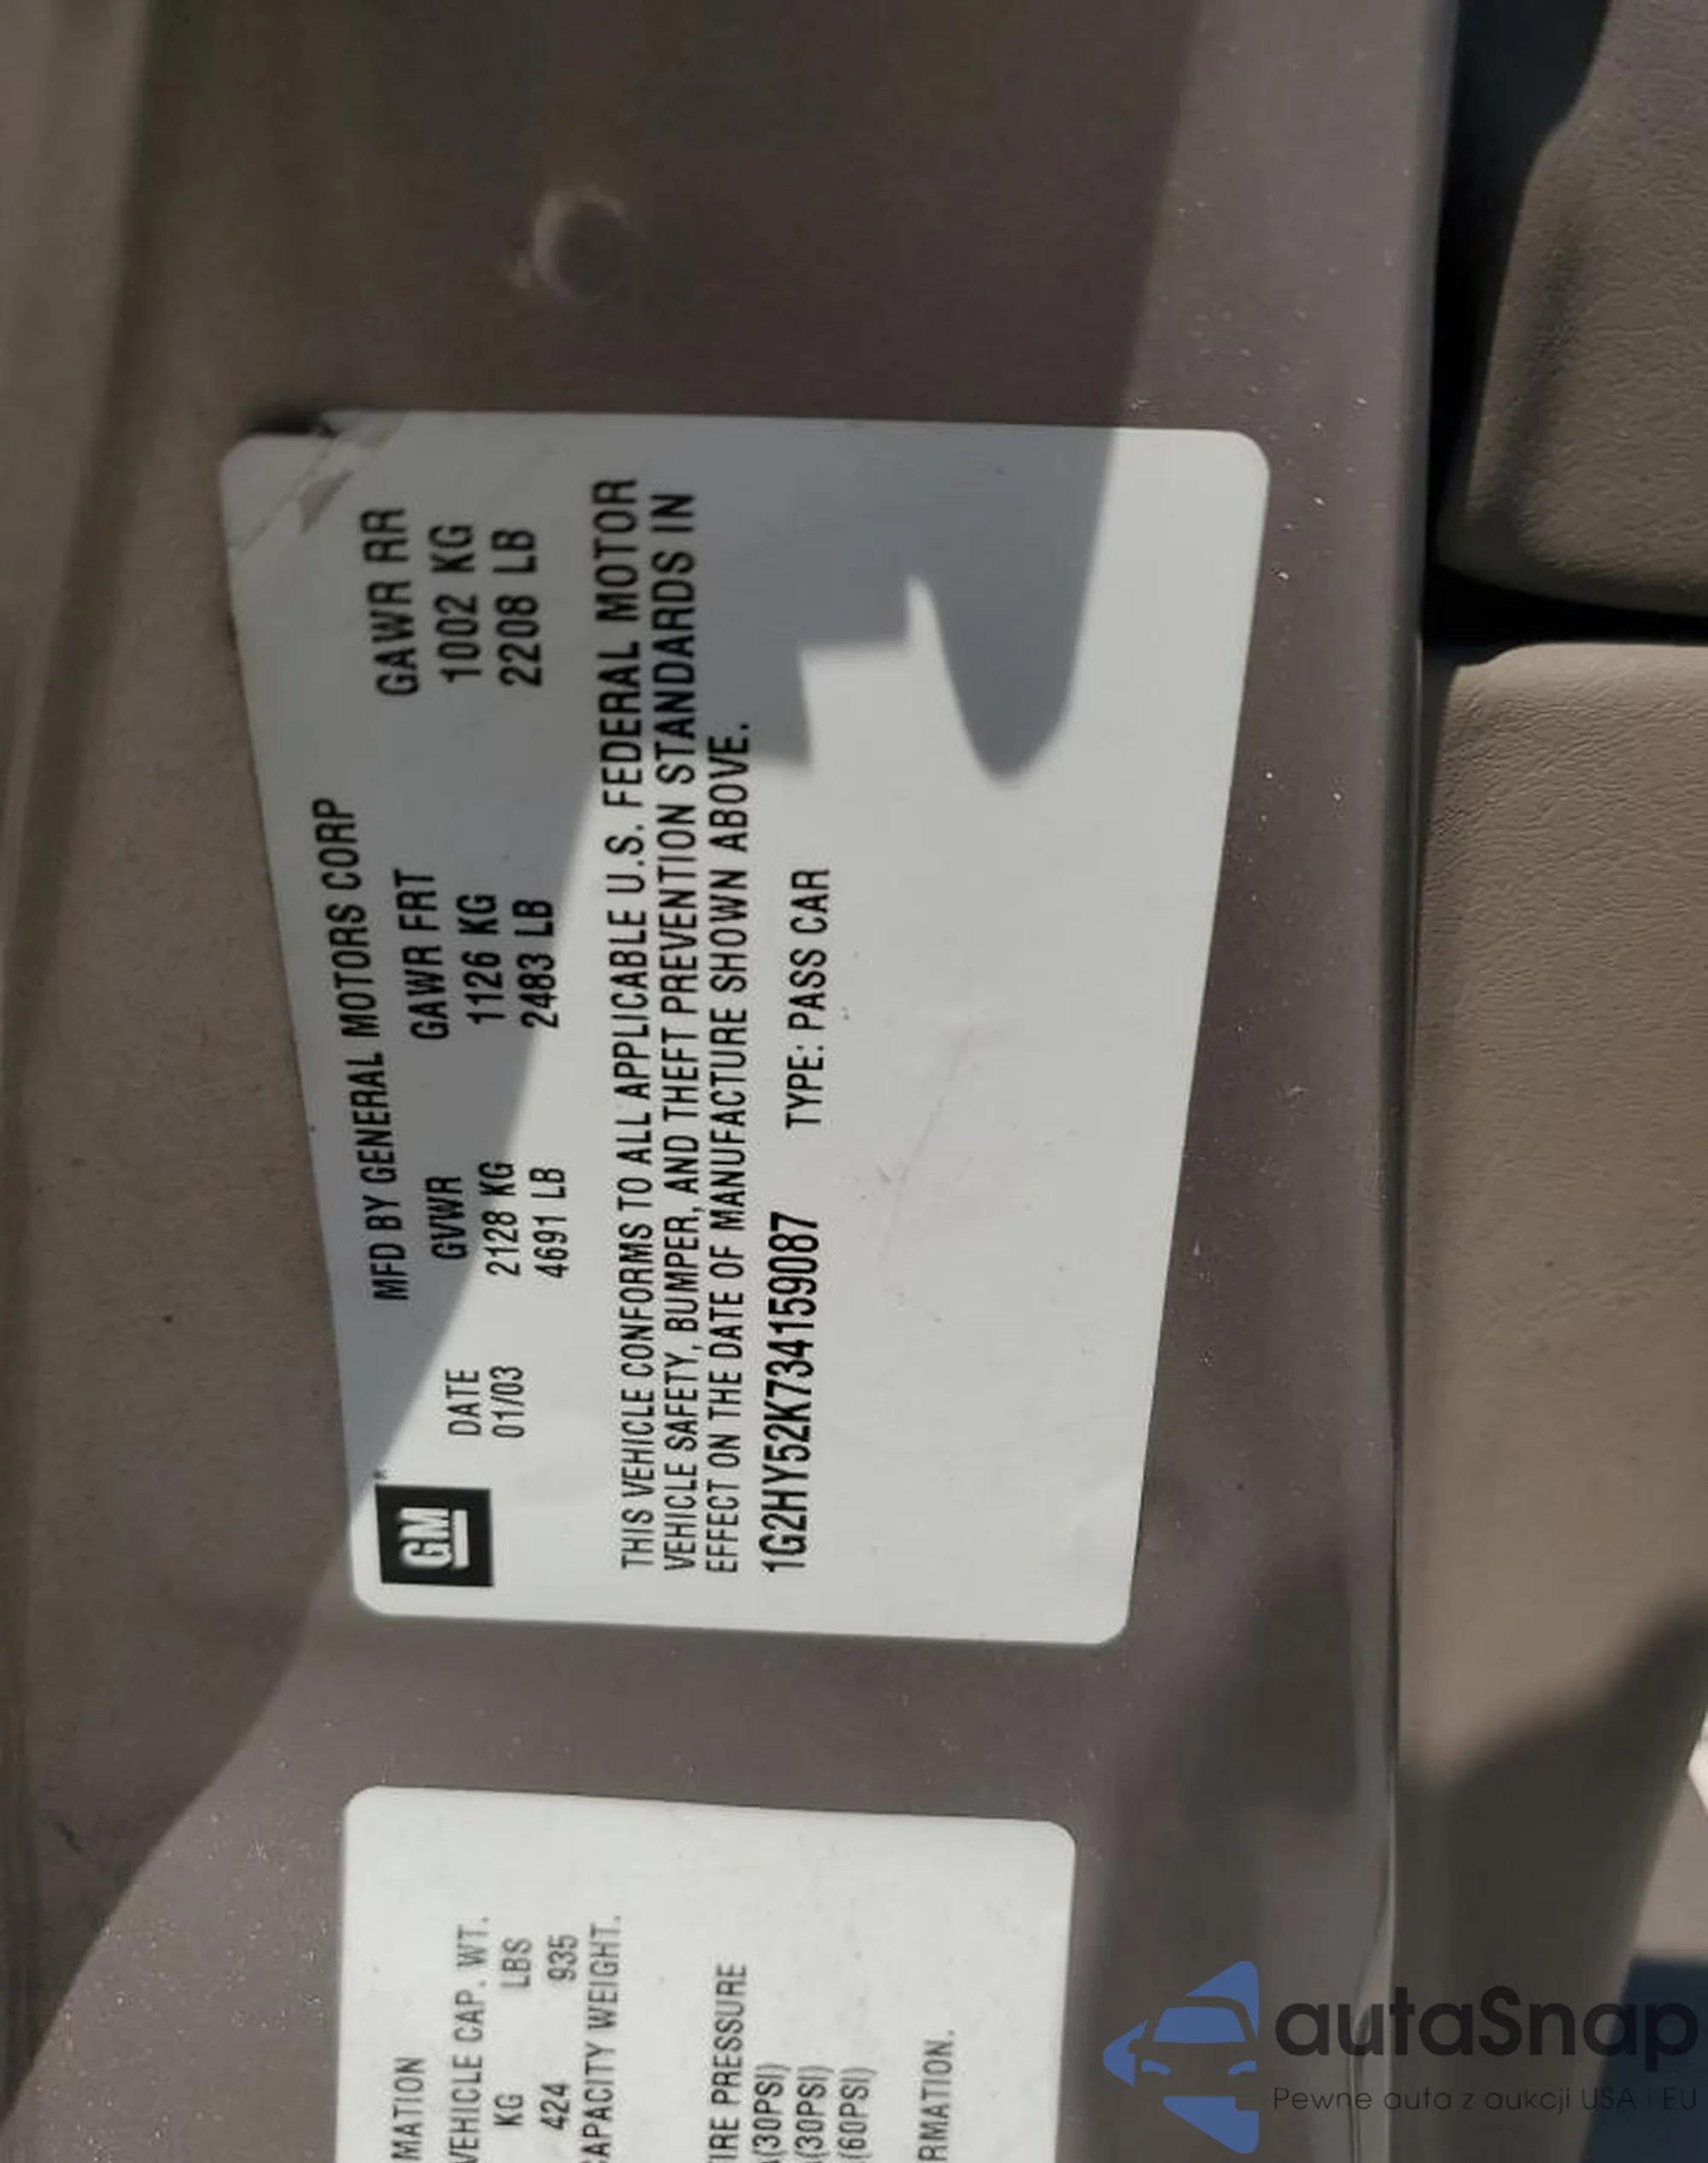 GM
MFD BY GENERAL MOTORS CORP
DATE GVWR GAWR FRT GAWR RR
01/03 2128 KG 1126 KG 1002 KG
4691 LB 2483 LB 2208 LB
THIS VEHICLE CONFORMS TO ALL APPLICABLE U.S. FEDERAL MOTOR
VEHICLE SAFETY, BUMPER, AND THEFT PREVENTION STANDARDS IN
EFFECT ON THE DATE OF MANUFACTURE SHOWN ABOVE.
1G2HY52K734159087 TYPE: PASS CAR
MATION
VEHICLE CAP. WT.
KG LBS
424 935
CAPACITY WEIGHT.
IRE PRESSURE
(30PSI)
(30PSI)
(60PSI)
RMATION.
autaSnap
Pewne auta z aukcji USA i EU